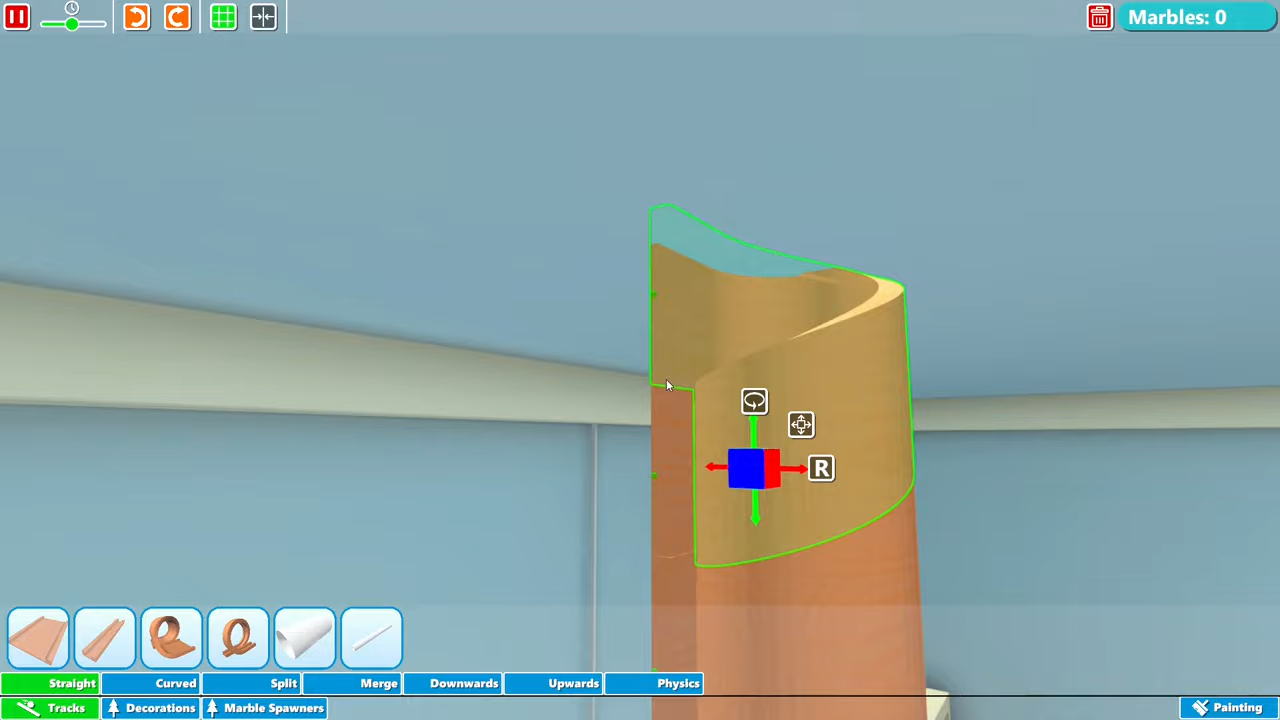 Marbles: 0
R
Straight
Curved
Split
Merge
Downwards
Upwards
Physics
Tracks
Decorations
Marble Spawners
Painting